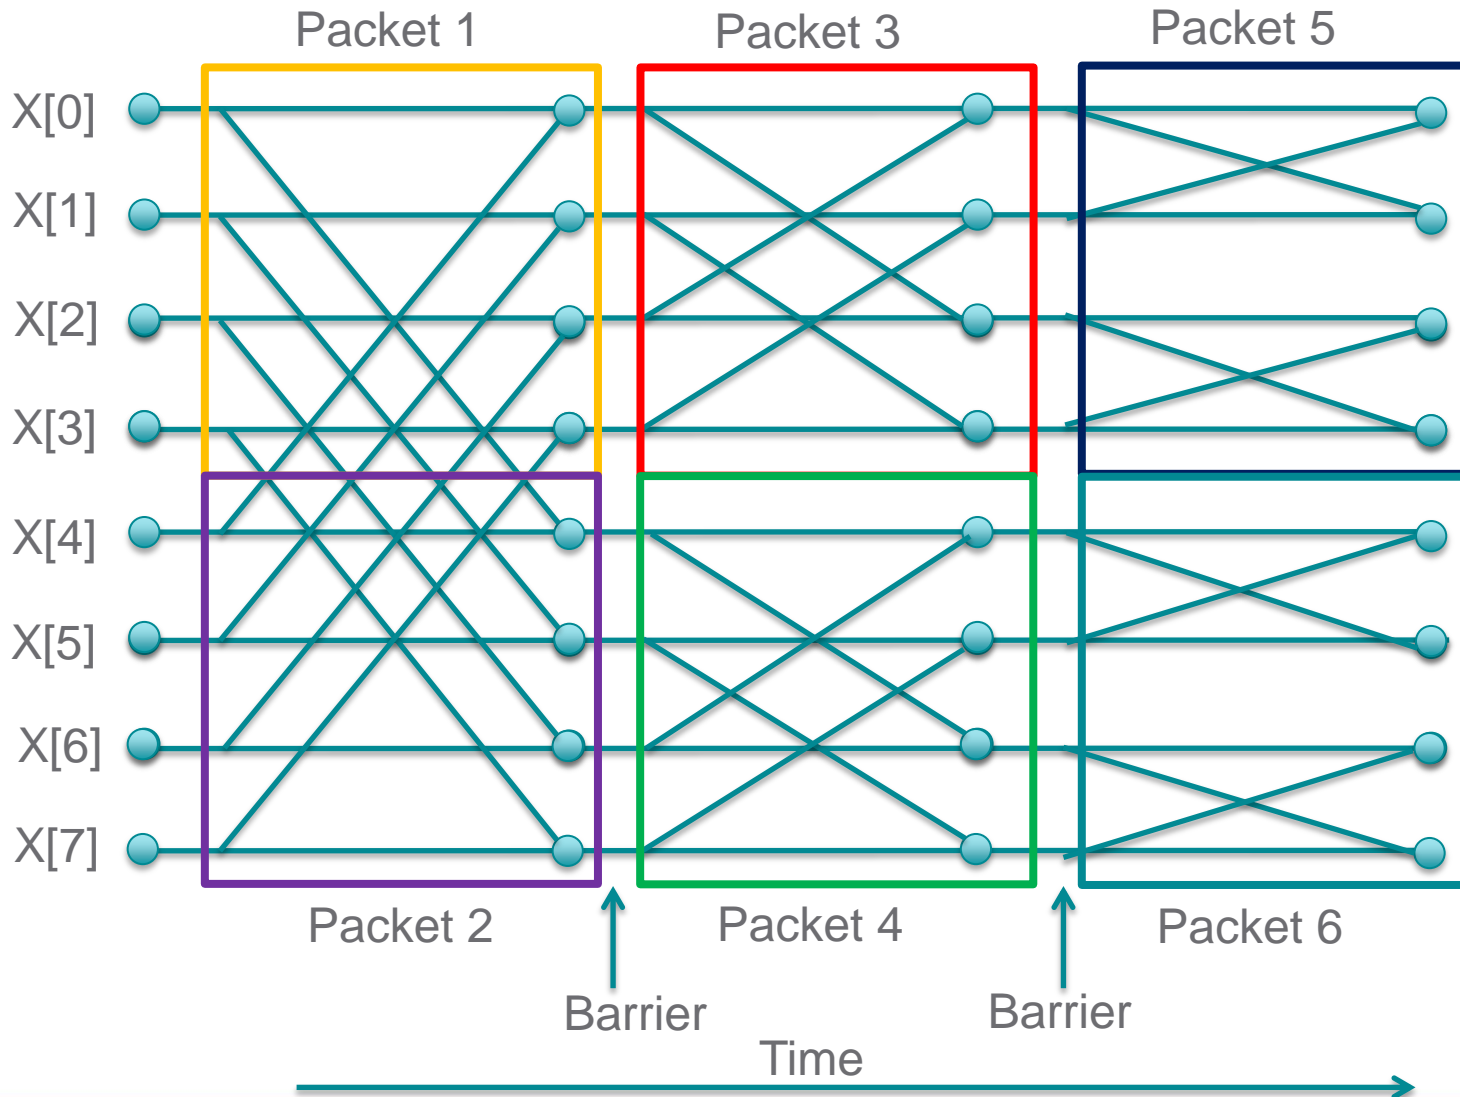 Packet 1
Packet 3
Packet 5
X[0]
X[1]
X[2]
X[3]
X[4]
X[5]
X[6]
X[7]
Packet 2
Packet 4
Packet 6
Barrier
Barrier
Time